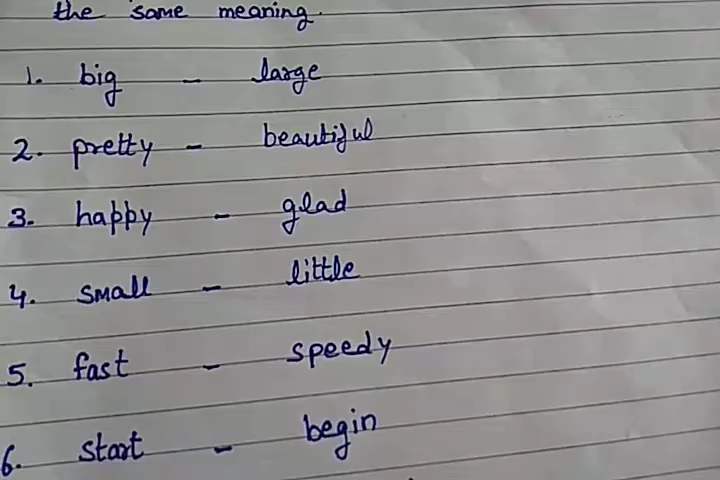 the same meaning.
1. big - large
2. pretty - beautiful
3. happy - glad
4. small - little
5. fast - speedy
6. start - begin